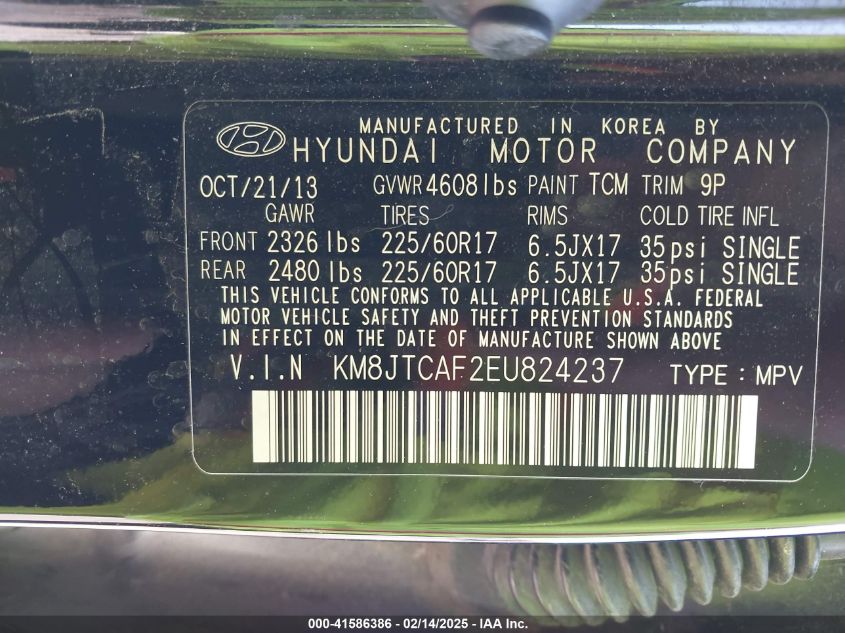 MANUFACTURED IN KOREA BY
HYUNDAI MOTOR COMPANY
OCT/21/13 GVWR 4608 lbs PAINT TCM TRIM 9P
GAWR TIRES RIMS COLD TIRE INFL
FRONT 2326 lbs 225/60R17 6.5JX17 35psi SINGLE
REAR 2480 lbs 225/60R17 6.5JX17 35psi SINGLE
THIS VEHICLE CONFORMS TO ALL APPLICABLE U.S.A. FEDERAL
MOTOR VEHICLE SAFETY AND THEFT PREVENTION STANDARDS
IN EFFECT ON THE DATE OF MANUFACTURE SHOWN ABOVE
V.I.N KM8JTCAF2EU824237 TYPE : MPV
000-41586386 - 02/14/2025 - IAA Inc.